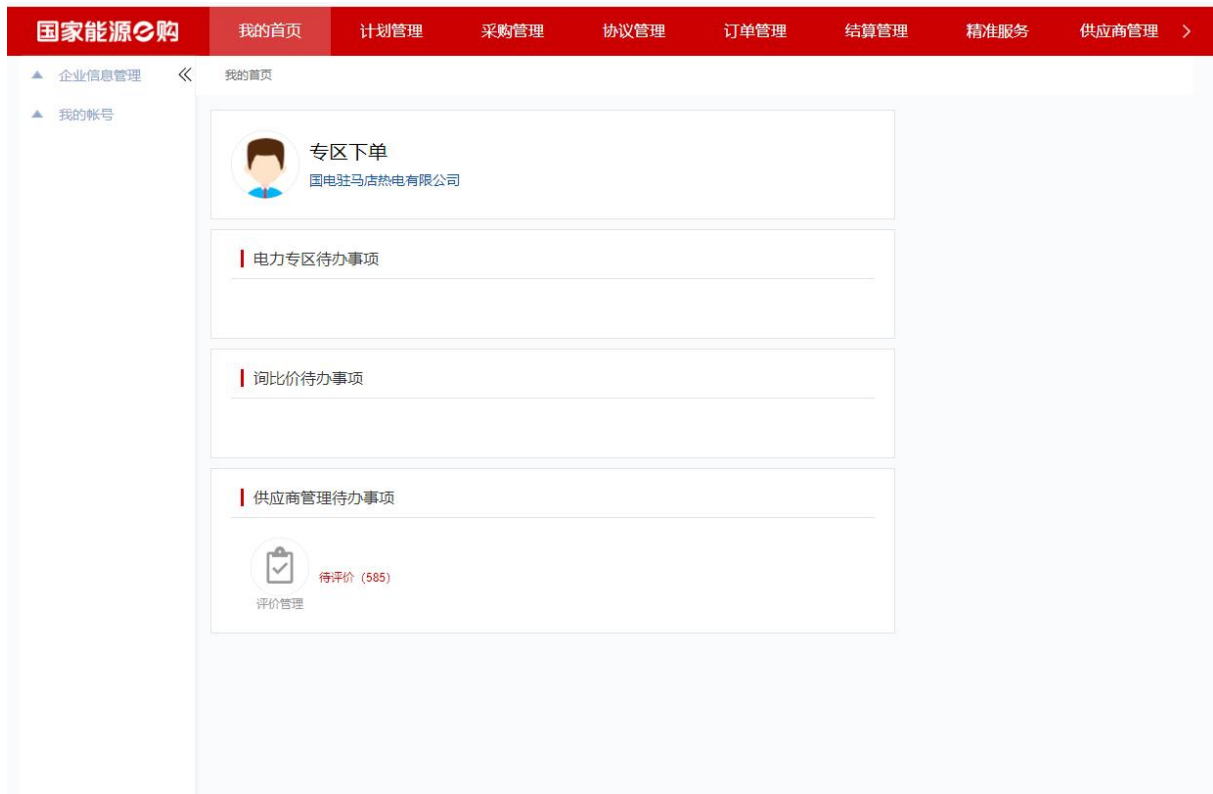 国家能源e购
我的首页
计划管理
采购管理
协议管理
订单管理
结算管理
精准服务
供应商管理
企业信息管理
我的首页
我的帐号
专区下单
国电驻马店热电有限公司
电力专区待办事项
询比价待办事项
供应商管理待办事项
待评价（585）
评价管理